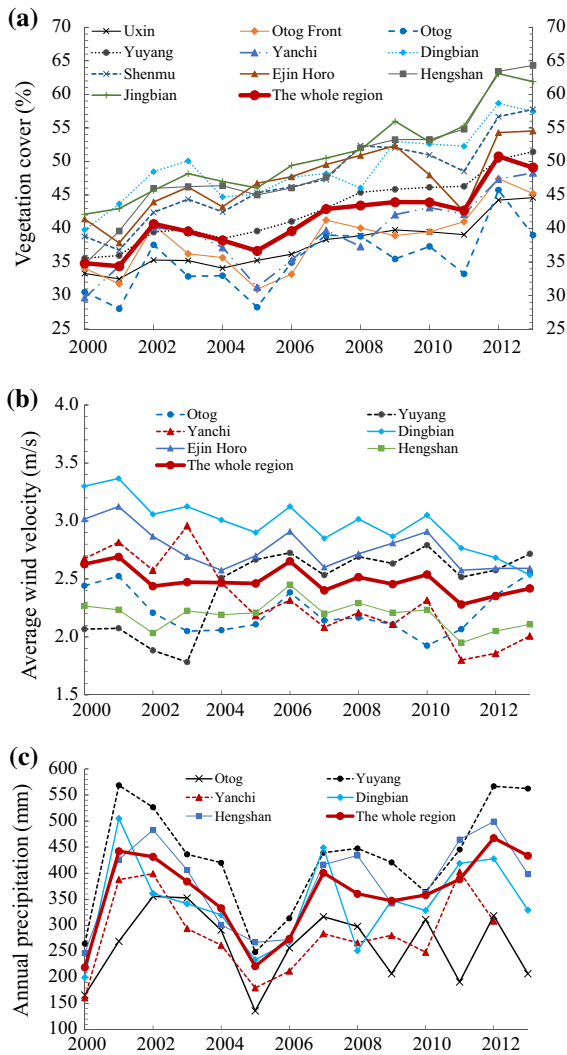 (a)
Uxin Otog Front Otog
Yuyang Yanchi Dingbian
Shenmu Ejin Horo Hengshan
Jingbian The whole region
Vegetation cover (%)
70 70
65 65
60 60
55 55
50 50
45 45
40 40
35 35
30 30
25 25
2000 2002 2004 2006 2008 2010 2012
(b)
Otog Yuyang
Yanchi Dingbian
Ejin Horo Hengshan
The whole region
Average wind velocity (m/s)
4.0
3.5
3.0
2.5
2.0
1.5
2000 2002 2004 2006 2008 2010 2012
(c)
Otog Yuyang
Yanchi Dingbian
Hengshan The whole region
Annual precipitation (mm)
600
550
500
450
400
350
300
250
200
150
100
2000 2002 2004 2006 2008 2010 2012